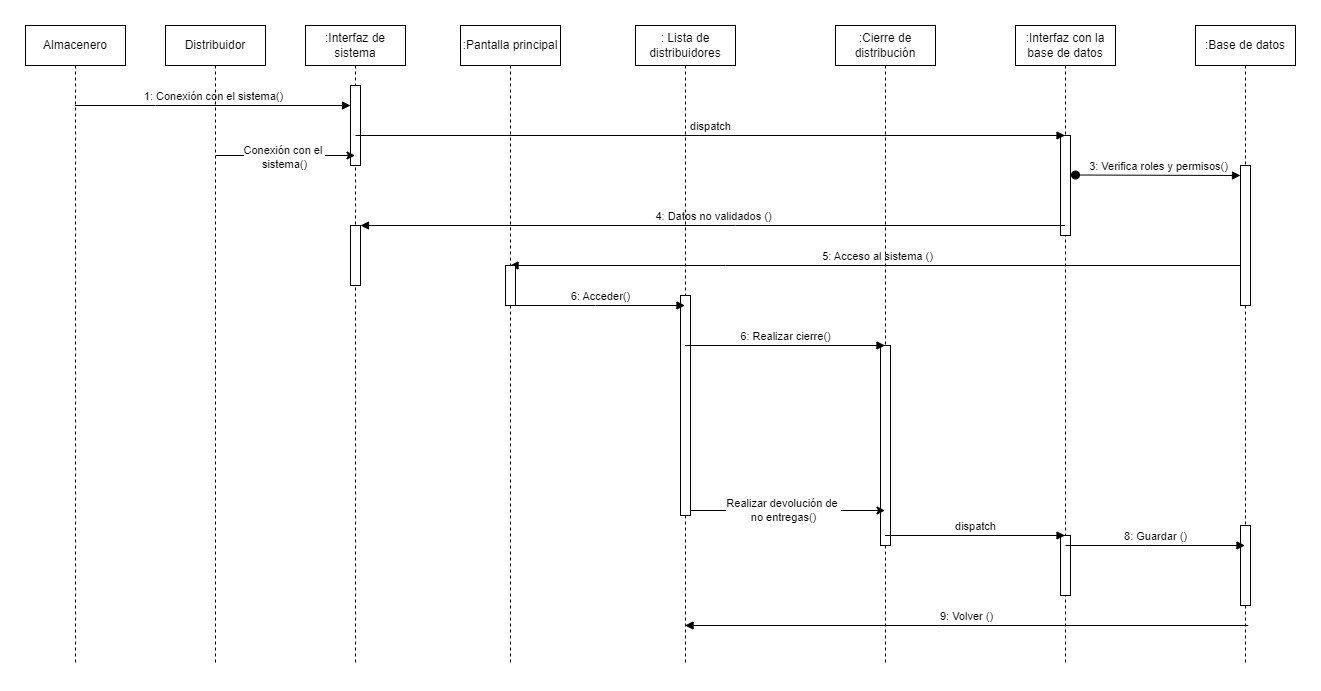 Almacenero
Distribuidor
:Interfaz de
sistema
:Pantalla principal
: Lista de
distribuidores
:Cierre de
distribución
:Interfaz con la
base de datos
:Base de datos
1: Conexión con el sistema()
dispatch
Conexión con el
sistema()
3: Verifica roles y permisos()
4: Datos no validados ()
5: Acceso al sistema ()
6: Acceder()
6: Realizar cierre()
Realizar devolución de
no entregas()
dispatch
8: Guardar ()
9: Volver ()